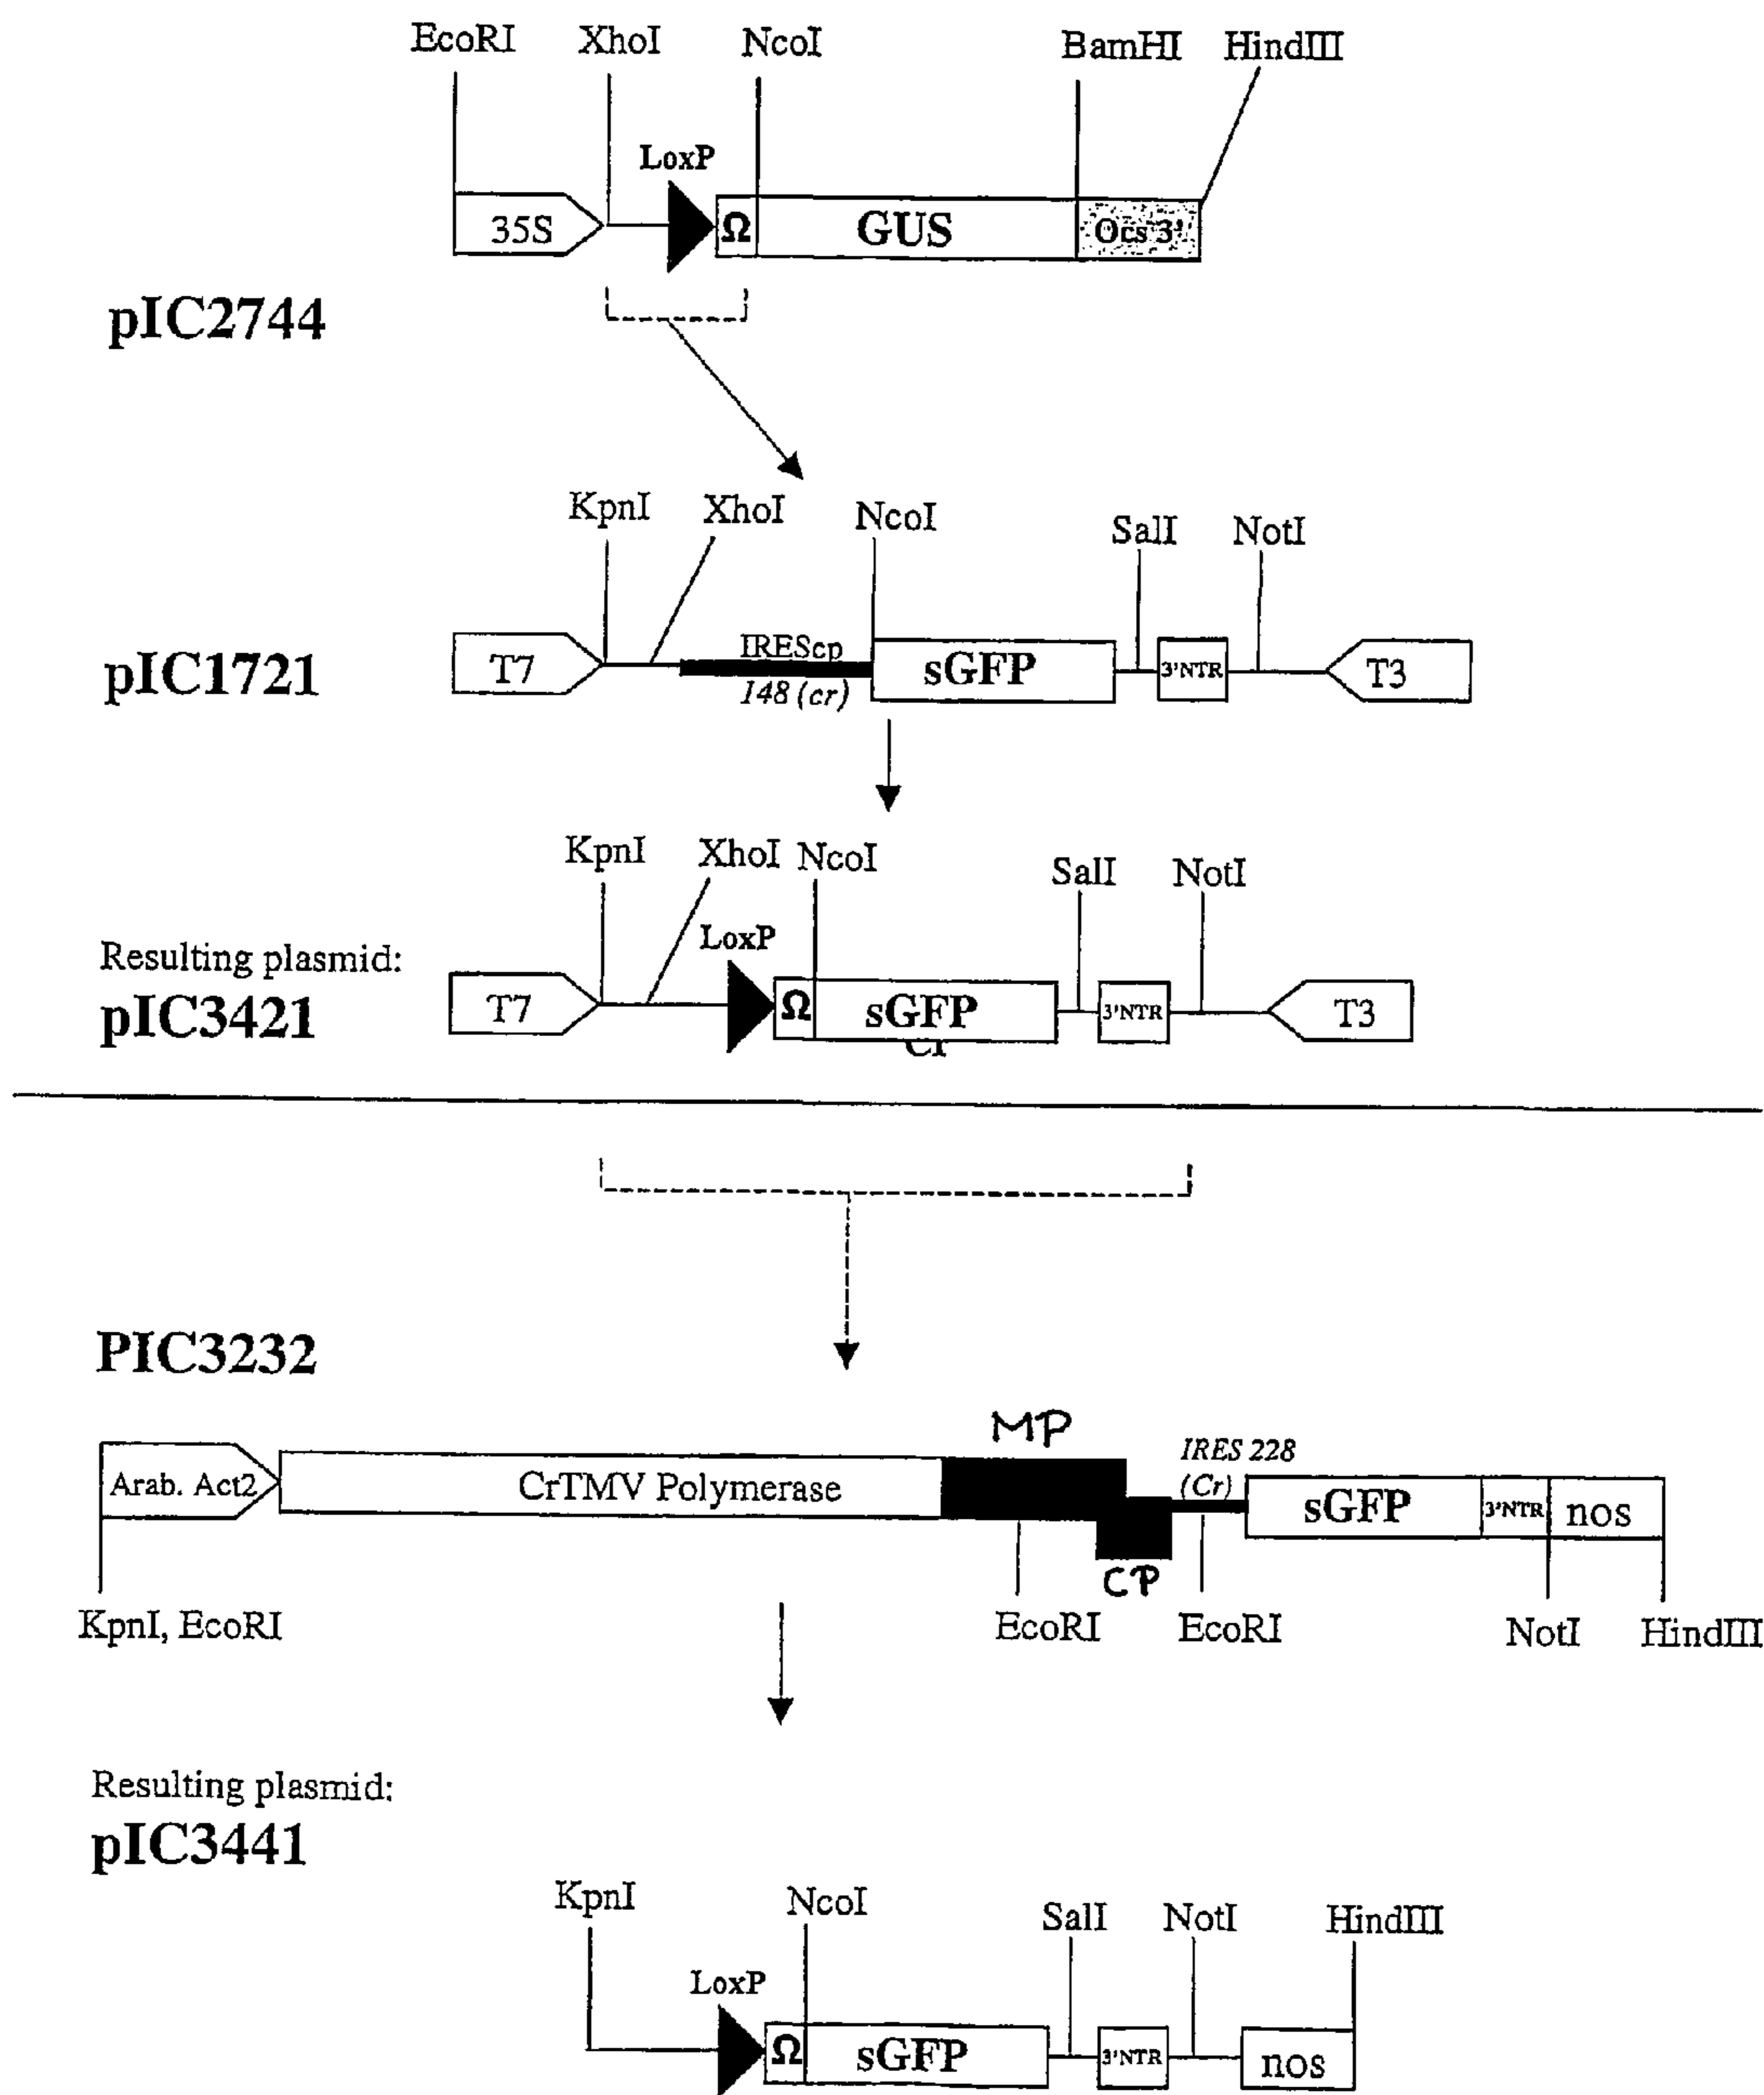 EcoRI XhoI NcoI BamHI HindIII
LoxP
35S Ω GUS Ocs 3'
pIC2744
KpnI XhoI NcoI SalI NotI
IREScp
T7 sGFP 3'NTR T3
pIC1721
148 (cr)
KpnI XhoI NcoI SalI NotI
LoxP
Resulting plasmid:
pIC3421
T7 Ω sGFP 3'NTR T3
Cr
PIC3232
MP
IRES 228
(Cr)
Arab. Act2 CrTMV Polymerase sGFP 3'NTR nos
CP
KpnI, EcoRI EcoRI EcoRI NotI HindIII
Resulting plasmid:
pIC3441
KpnI NcoI SalI NotI HindIII
LoxP
Ω sGFP 3'NTR nos